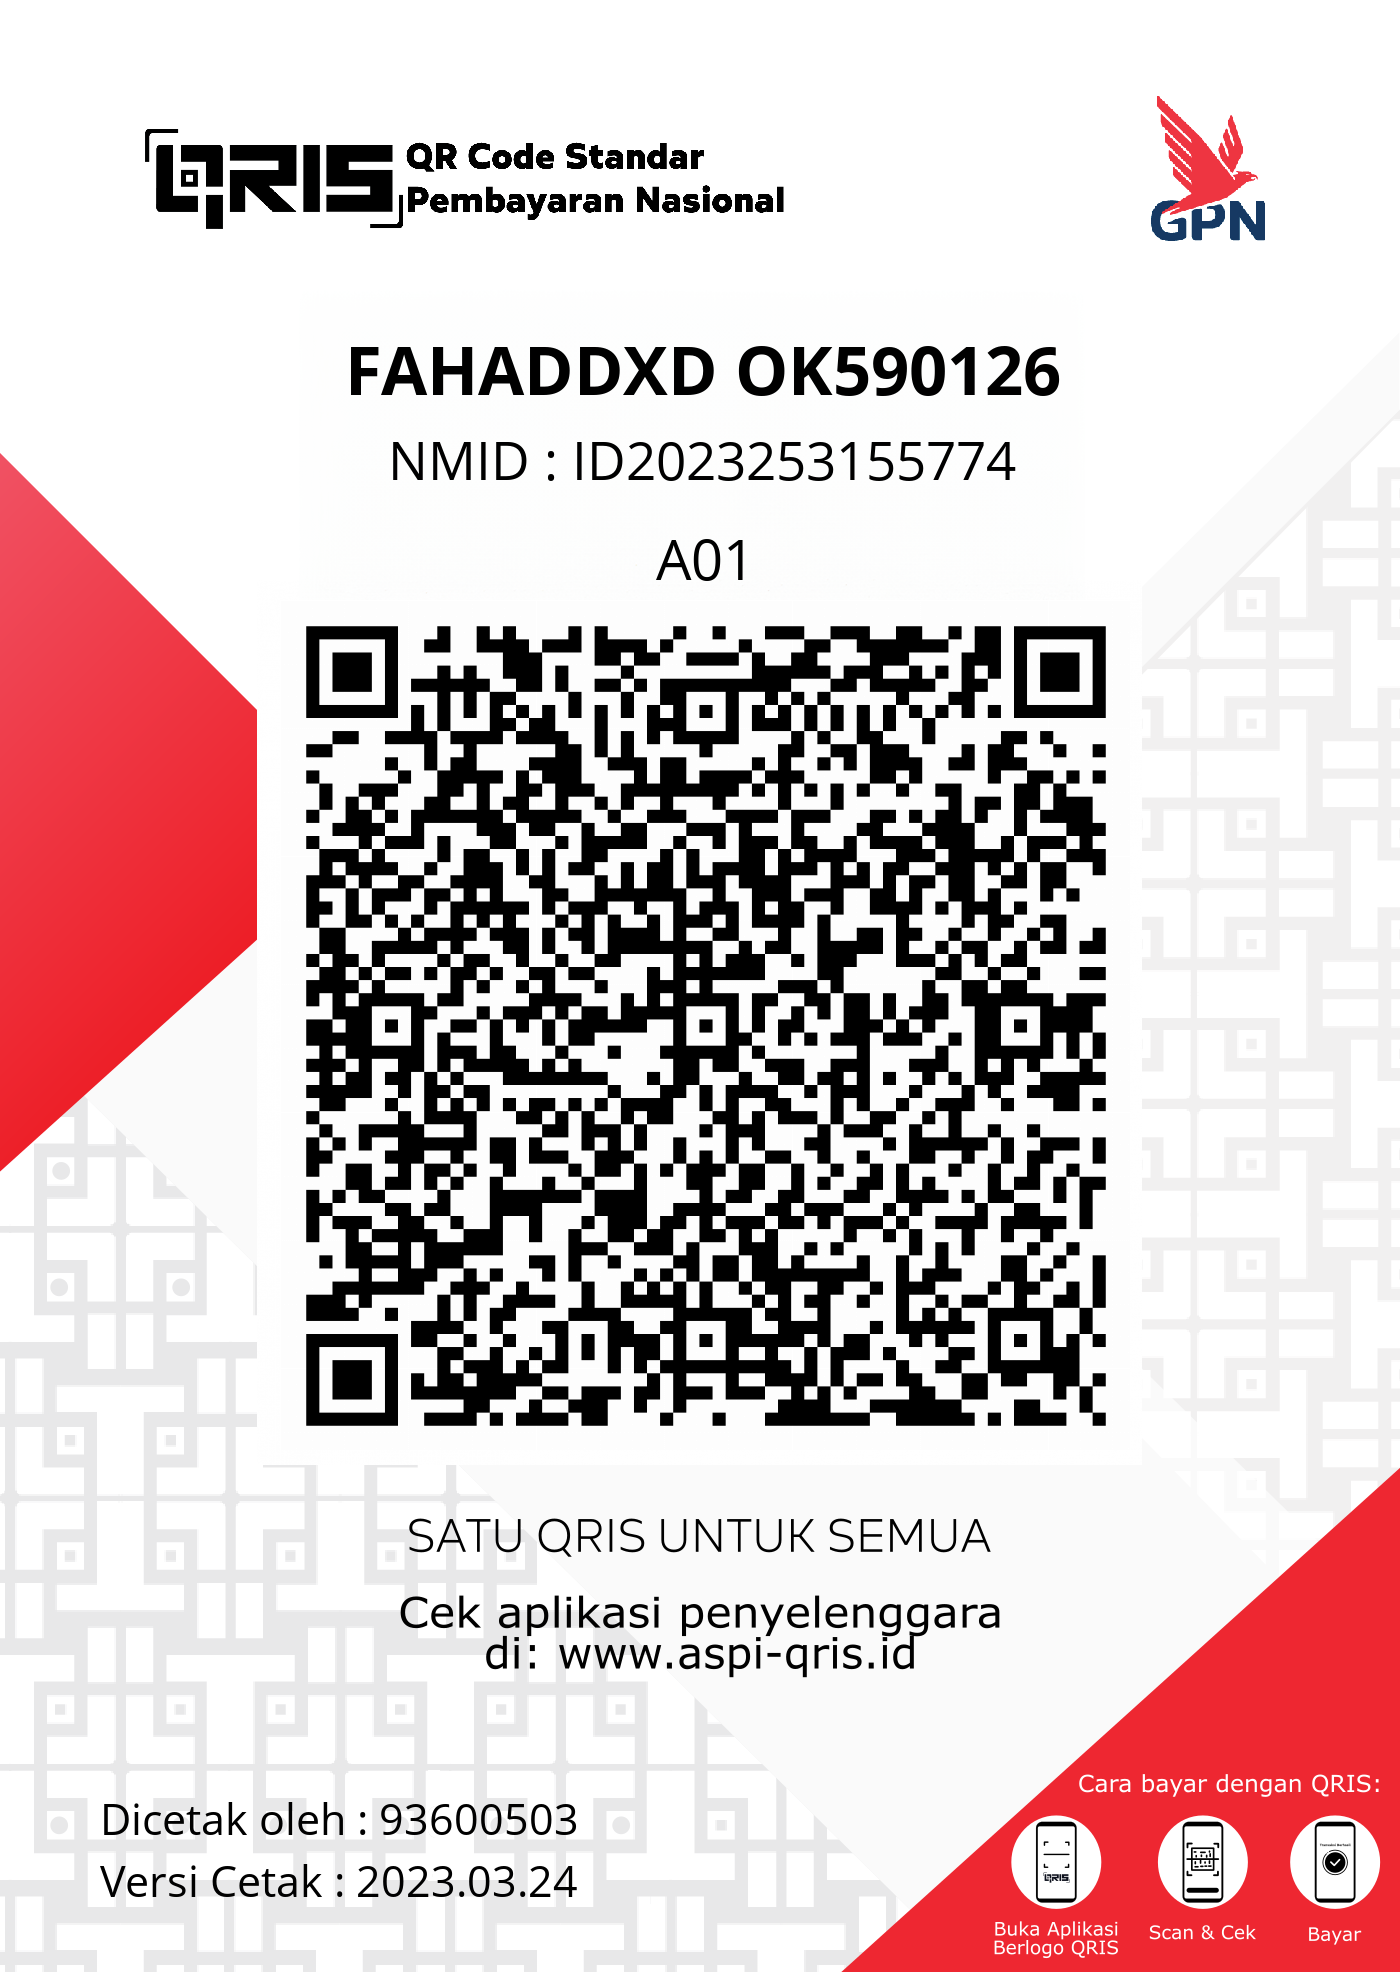 QRIS QR Code Standar
Pembayaran Nasional
GPN
FAHADDXD OK590126
NMID : ID2023253155774
A01
SATU QRIS UNTUK SEMUA
Cek aplikasi penyelenggara
di: www.aspi-qris.id
Dicetak oleh : 93600503
Versi Cetak : 2023.03.24
Cara bayar dengan QRIS:
QRIS
Buka Aplikasi
Berlogo QRIS
Scan & Cek
Bayar